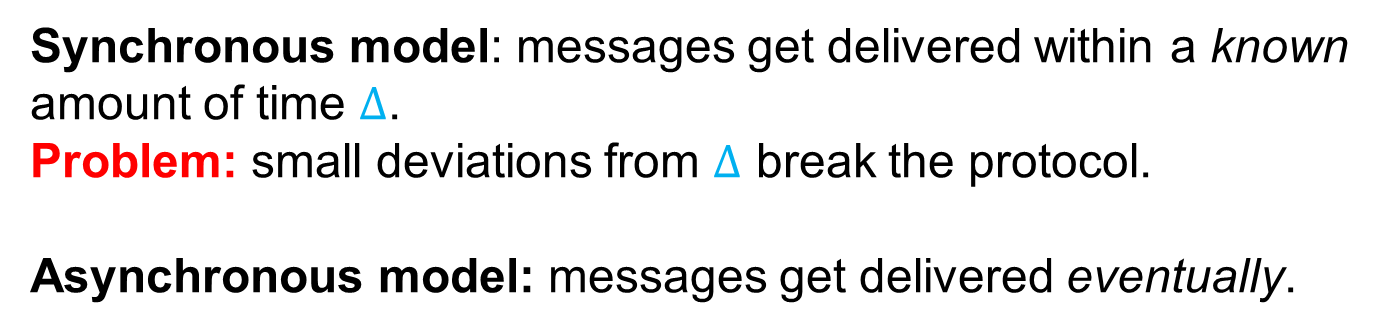 Synchronous model: messages get delivered within a known
amount of time Δ.
Problem: small deviations from Δ break the protocol.
Asynchronous model: messages get delivered eventually.